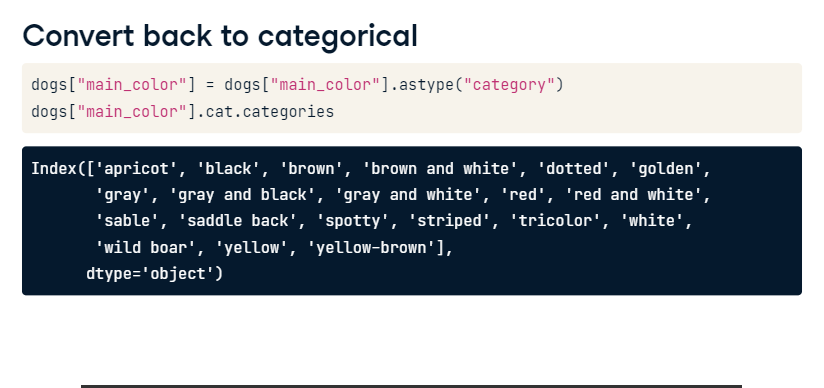 Convert back to categorical
dogs["main_color"] = dogs["main_color"].astype("category")
dogs["main_color"].cat.categories
Index(['apricot', 'black', 'brown', 'brown and white', 'dotted', 'golden',
       'gray', 'gray and black', 'gray and white', 'red', 'red and white',
       'sable', 'saddle back', 'spotty', 'striped', 'tricolor', 'white',
       'wild boar', 'yellow', 'yellow-brown'],
      dtype='object')